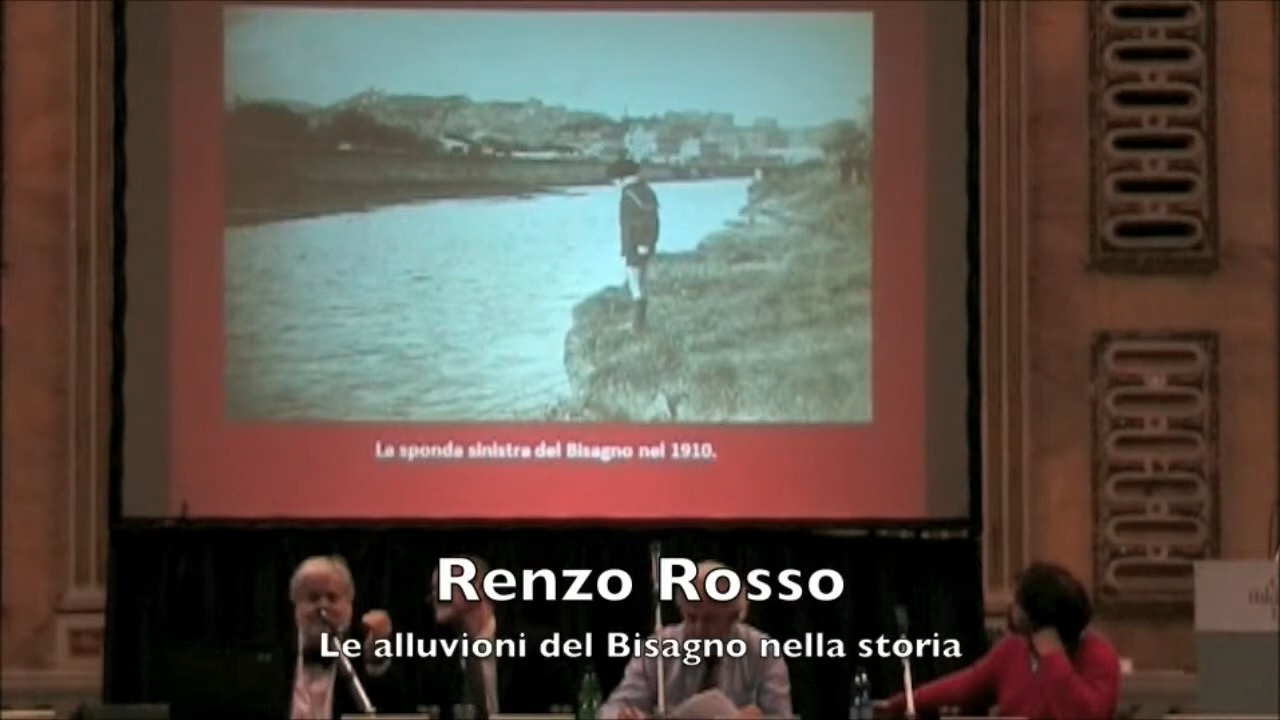 La sponda sinistra del Bisagno nel 1910.
Renzo Rosso
Le alluvioni del Bisagno nella storia